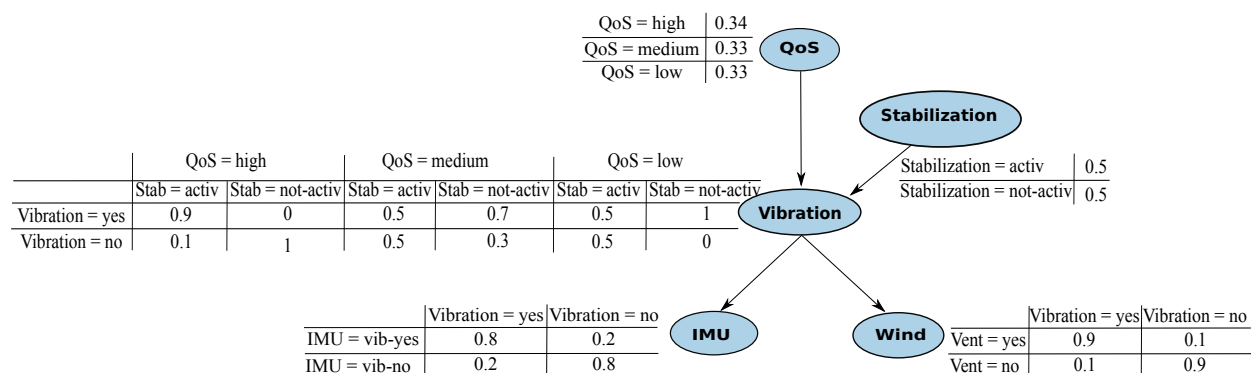 QoS = high 0.34
QoS = medium 0.33
QoS = low 0.33
QoS
Stabilization
Stabilization = activ 0.5
Stabilization = not-activ 0.5
QoS = high QoS = medium QoS = low
Stab = activ Stab = not-activ Stab = activ Stab = not-activ Stab = activ Stab = not-activ
Vibration = yes 0.9 0 0.5 0.7 0.5 1
Vibration = no 0.1 1 0.5 0.3 0.5 0
Vibration
Vibration = yes Vibration = no
IMU = vib-yes 0.8 0.2
IMU = vib-no 0.2 0.8
IMU
Wind
Vibration = yes Vibration = no
Vent = yes 0.9 0.1
Vent = no 0.1 0.9